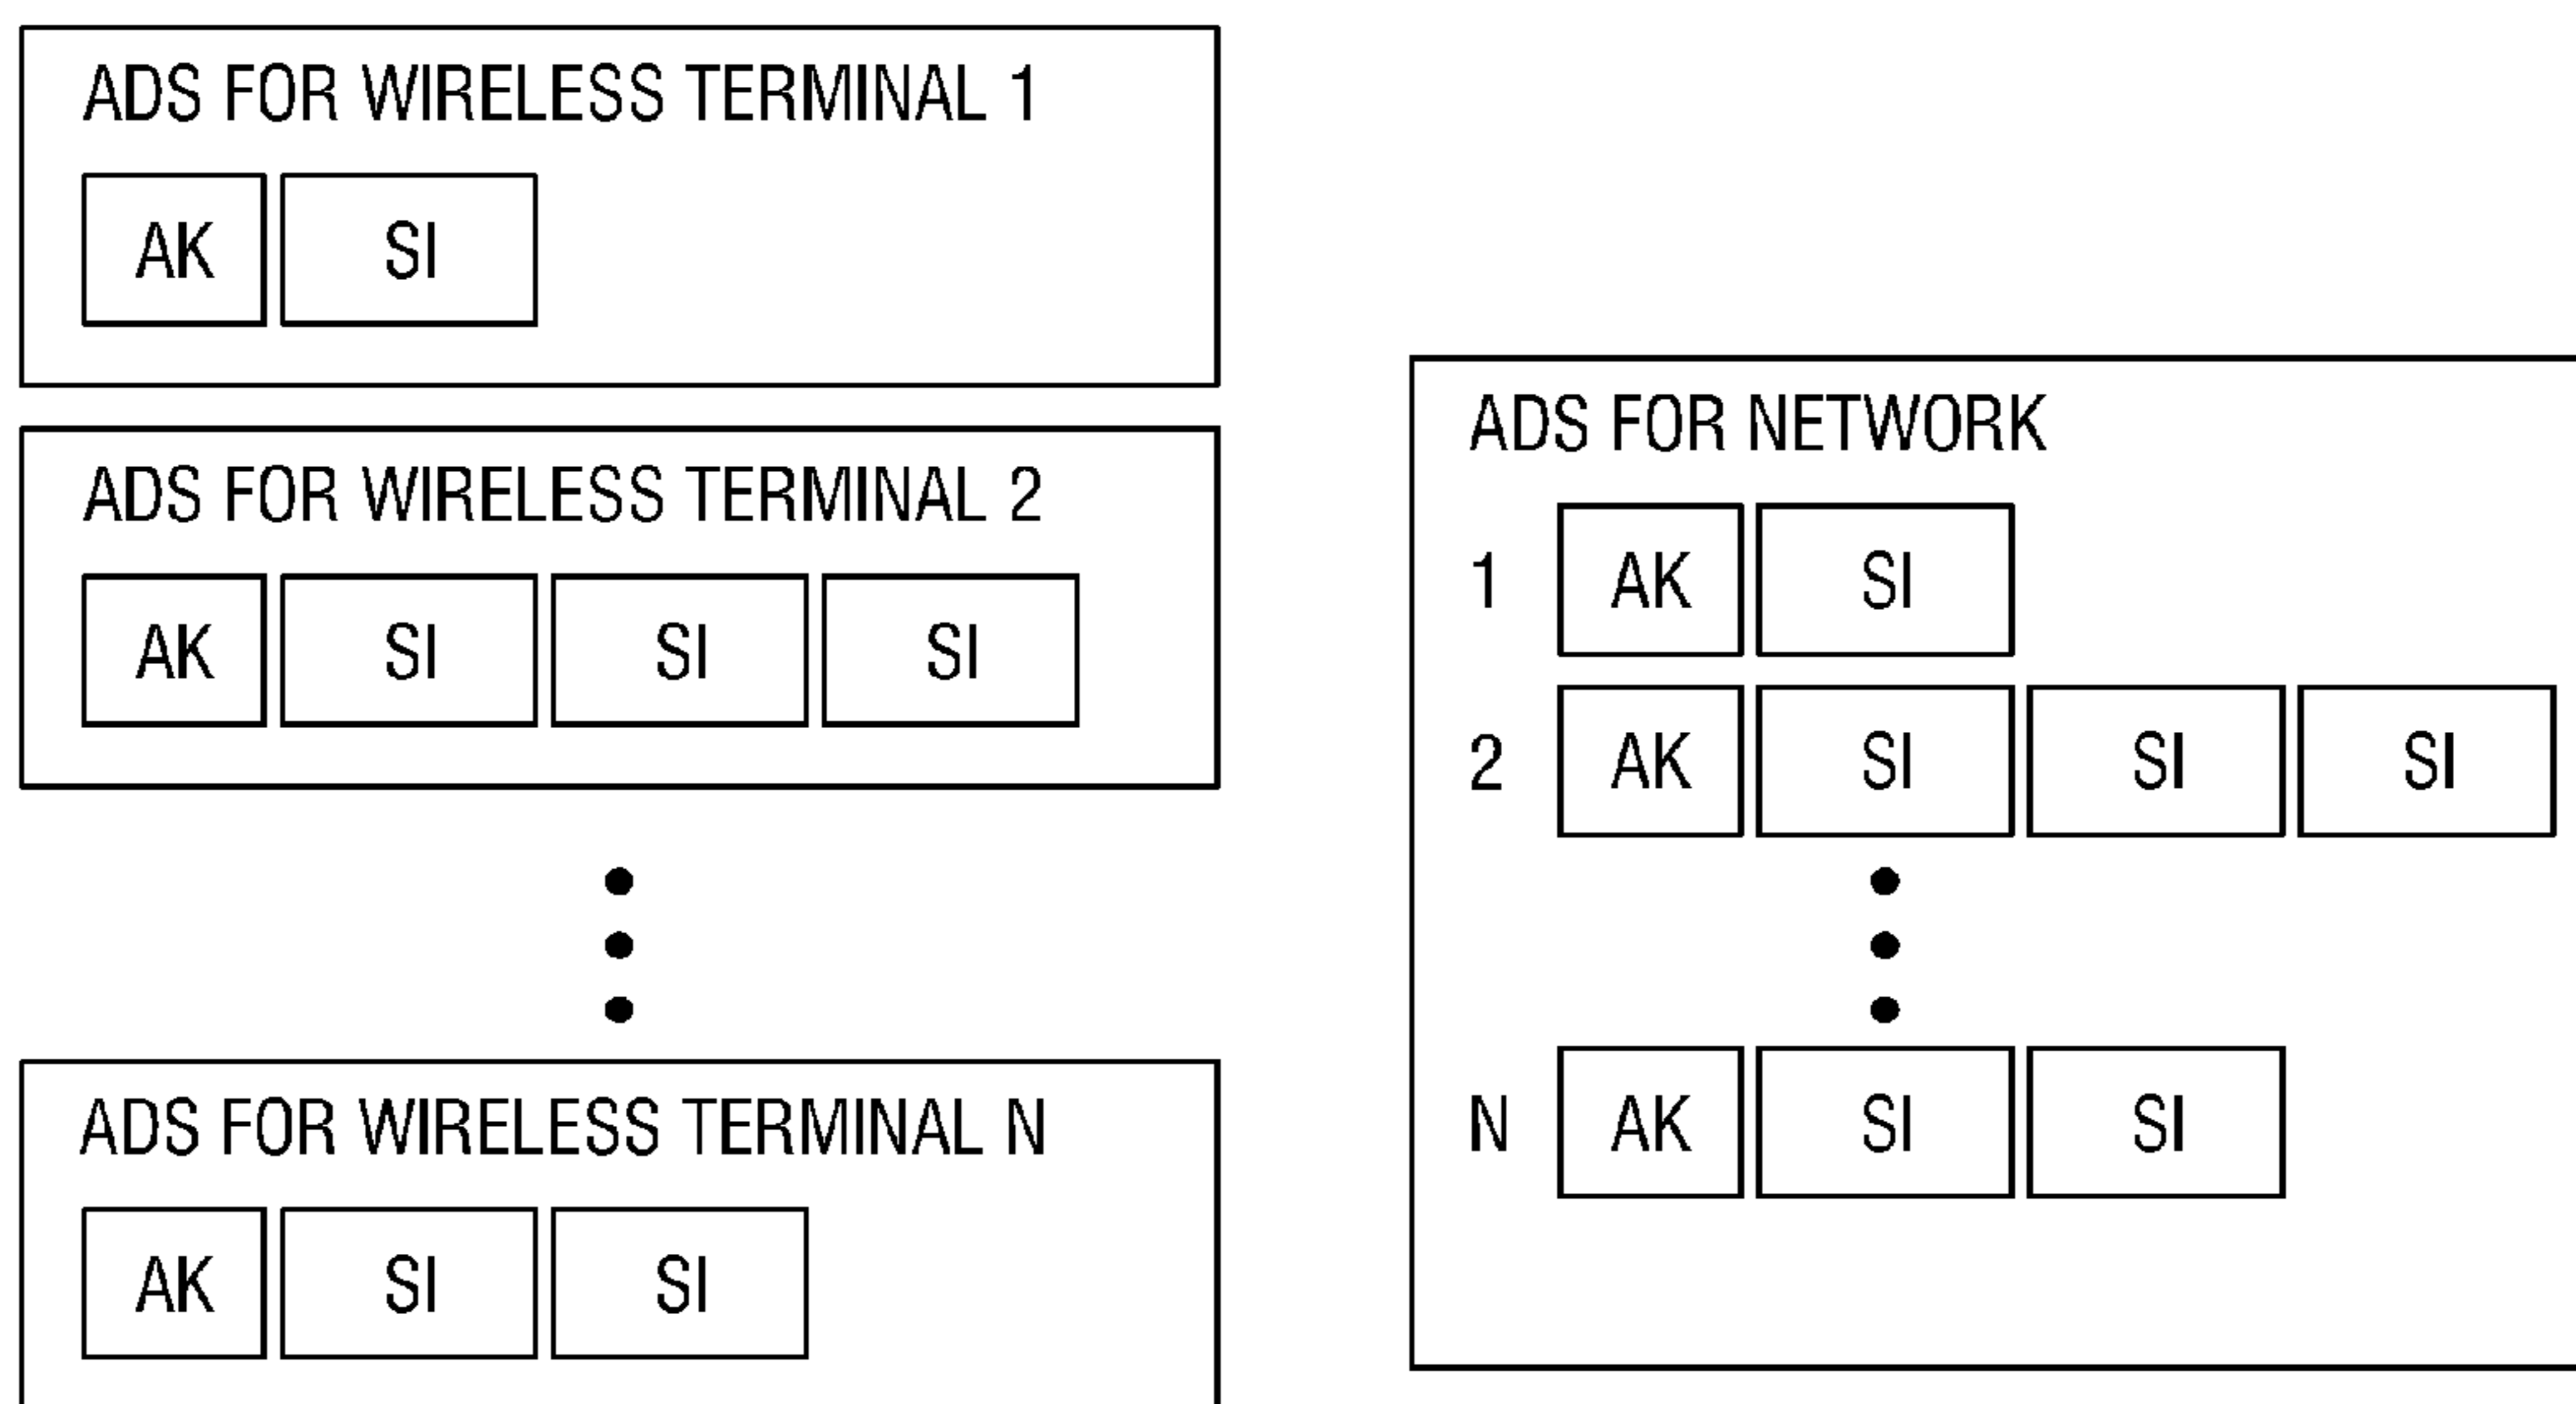 ADS FOR WIRELESS TERMINAL 1
AK SI
ADS FOR WIRELESS TERMINAL 2
AK SI SI SI
ADS FOR WIRELESS TERMINAL N
AK SI SI
ADS FOR NETWORK
1 AK SI
2 AK SI SI SI
N AK SI SI